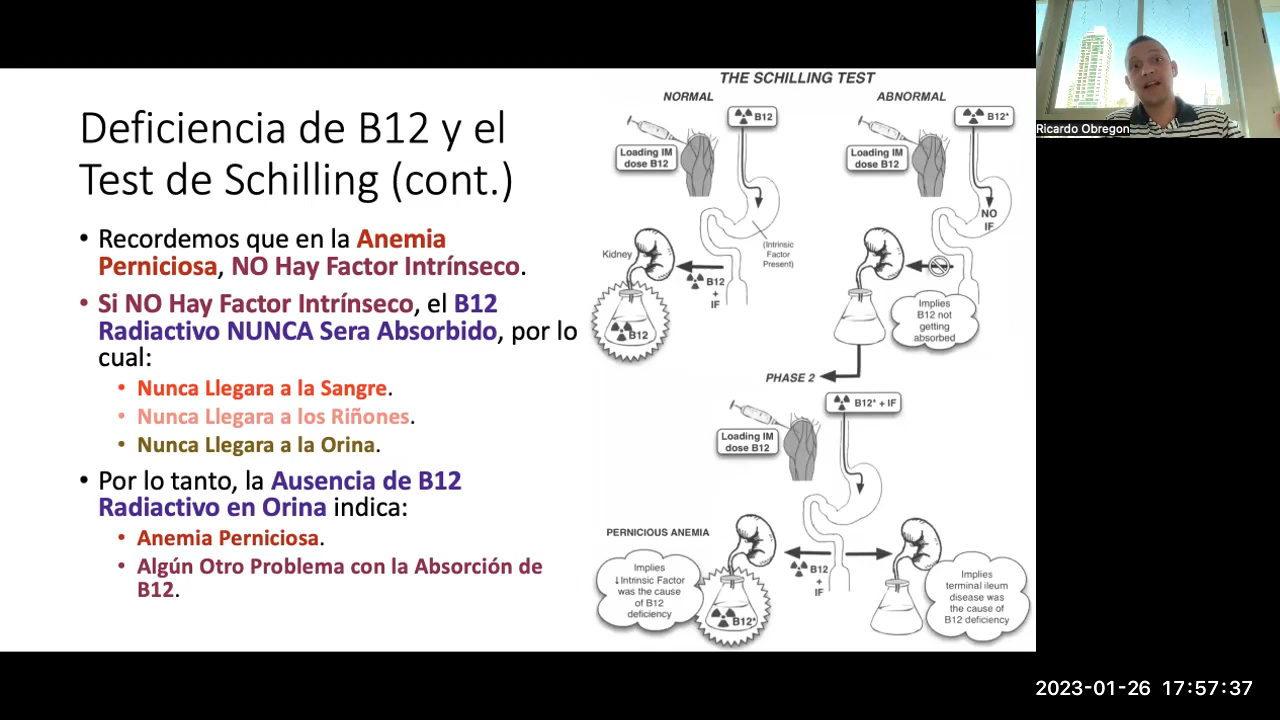 Deficiencia de B12 y el
Test de Schilling (cont.)
• Recordemos que en la Anemia
Perniciosa, NO Hay Factor Intrínseco.
• Si NO Hay Factor Intrínseco, el B12
Radiactivo NUNCA Sera Absorbido, por lo
cual:
• Nunca Llegara a la Sangre.
• Nunca Llegara a los Riñones.
• Nunca Llegara a la Orina.
• Por lo tanto, la Ausencia de B12
Radiactivo en Orina indica:
• Anemia Perniciosa.
• Algún Otro Problema con la Absorción de
B12.
THE SCHILLING TEST
NORMAL
B12
Loading IM
dose B12
(Intrinsic
Factor
Present)
Kidney
B12
+
IF
B12
ABNORMAL
B12*
Loading IM
dose B12
NO
IF
Implies
B12 not
getting
absorbed
PHASE 2
B12* + IF
Loading IM
dose B12
PERNICIOUS ANEMIA
Implies
↓Intrinsic Factor
was the cause
of B12
deficiency
B12*
B12
+
IF
Implies
terminal ileum
disease was
the cause of
B12 deficiency
Ricardo Obregon
2023-01-26 17:57:37